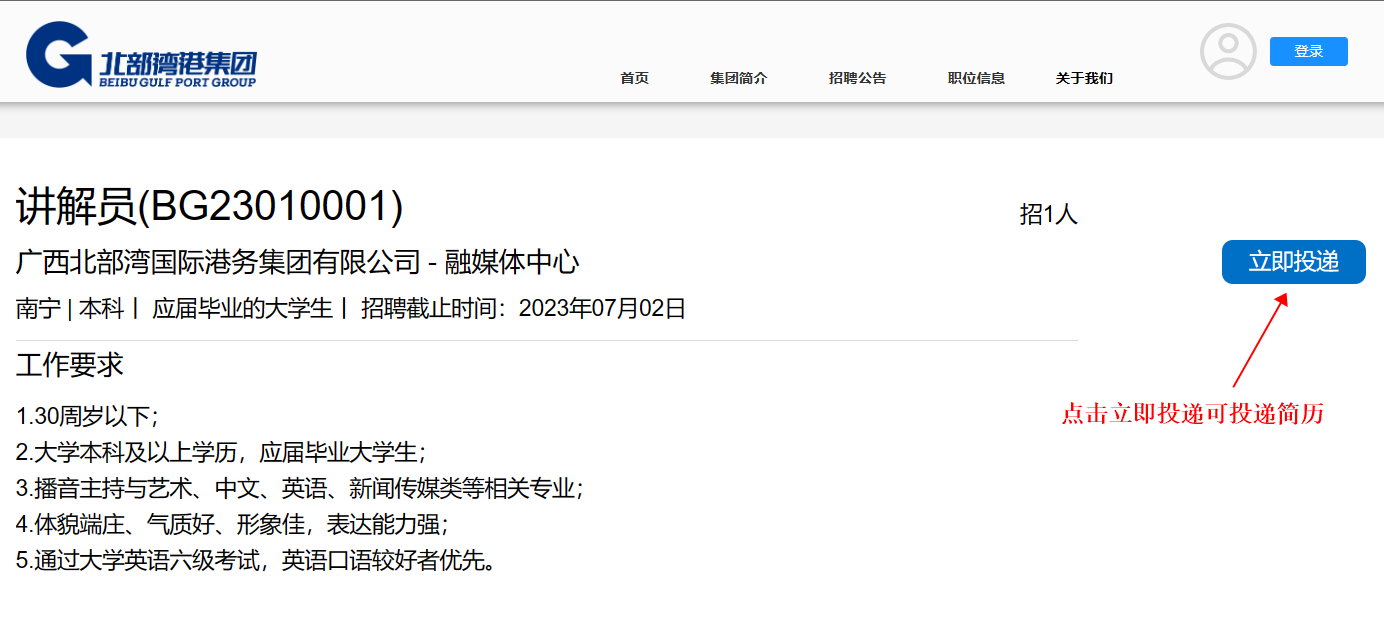 北部湾港集团
BEIBU GULF PORT GROUP
首页 集团简介 招聘公告 职位信息 关于我们
登录
讲解员(BG23010001)
招1人
广西北部湾国际港务集团有限公司 - 融媒体中心
立即投递
南宁 | 本科丨 应届毕业的大学生丨 招聘截止时间：2023年07月02日
工作要求
点击立即投递可投递简历
1.30周岁以下；
2.大学本科及以上学历，应届毕业大学生；
3.播音主持与艺术、中文、英语、新闻传媒类等相关专业；
4.体貌端庄、气质好、形象佳，表达能力强；
5.通过大学英语六级考试，英语口语较好者优先。